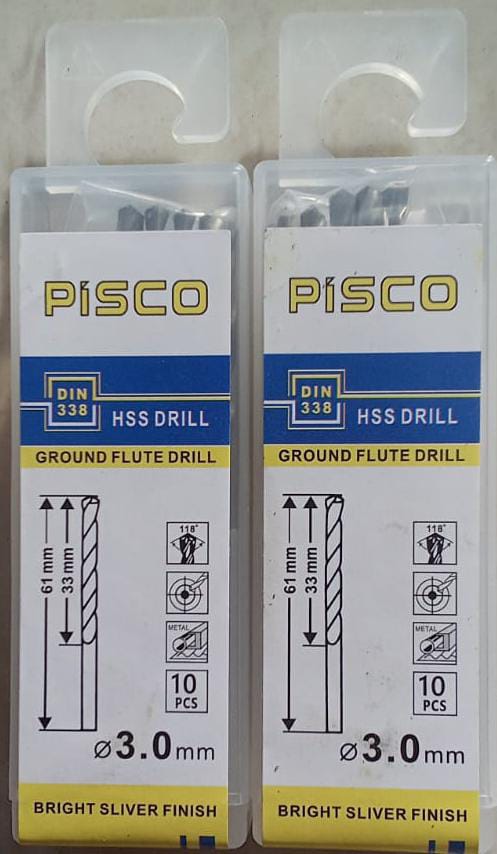 PiSCO
DIN
338
HSS DRILL
GROUND FLUTE DRILL
61 mm
33 mm
118°
METAL
10
PCS
ø3.0mm
BRIGHT SLIVER FINISH
PiSCO
DIN
338
HSS DRILL
GROUND FLUTE DRILL
61 mm
33 mm
118°
METAL
10
PCS
ø3.0mm
BRIGHT SLIVER FINISH